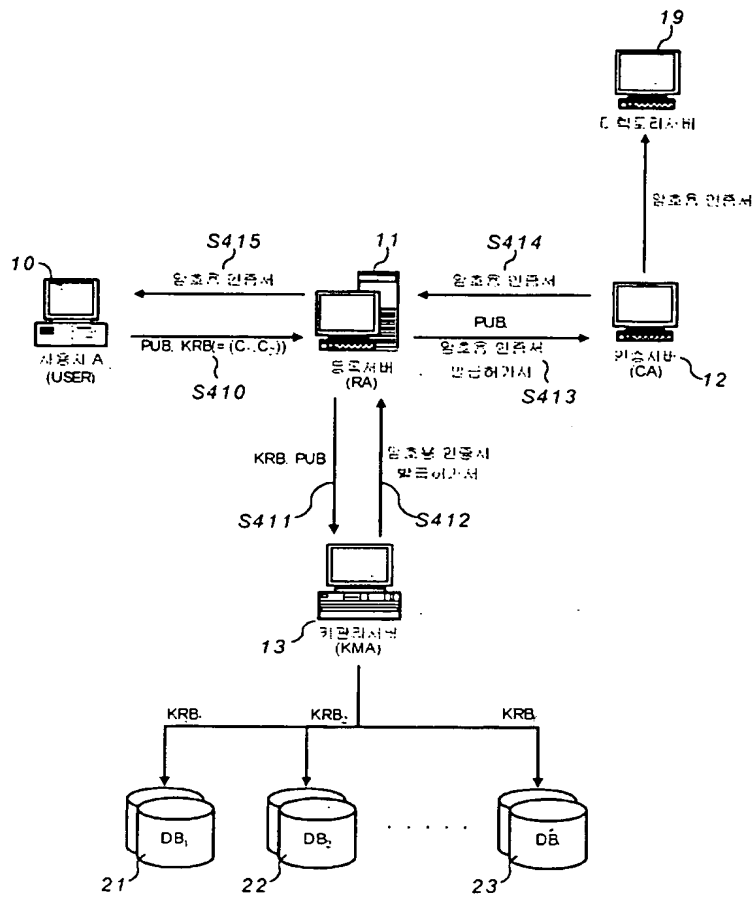 19
디렉토리서버
암호용 인증서
S415
11
S414
10
암호용 인증서
암호용 인증서
PUB.
사용자 A
(USER)
PUB. KRB(= (C₁,C₂))
S410
등록서버
(RA)
암호용 인증서
발급허가서
S413
인증서버
(CA)
12
KRB. PUB
암호용 인증서
발급허가서
S411
S412
13
키관리서버
(KMA)
KRB₁
KRB₂
KRB
DB₁
DB₂
. . . . .
DB
21
22
23